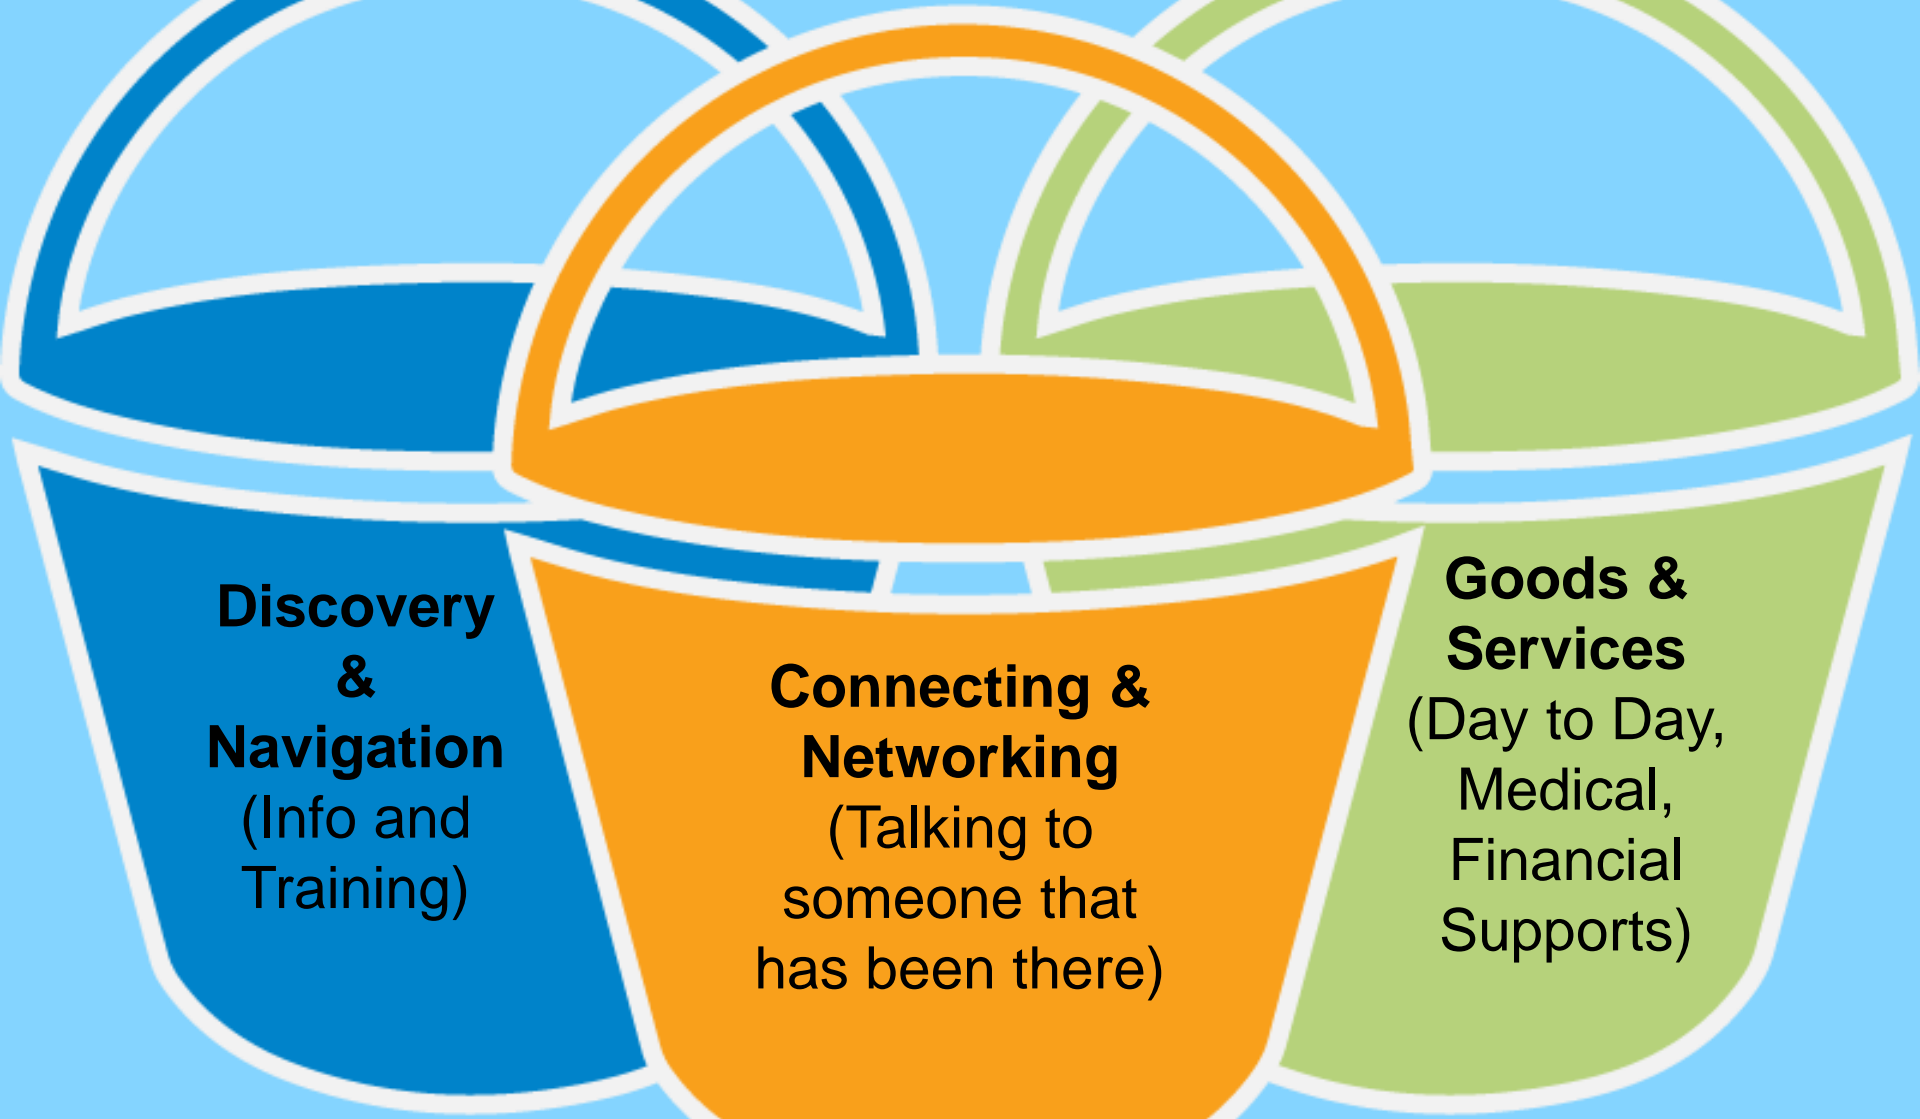 Discovery
&
Navigation
(Info and
Training)
Connecting &
Networking
(Talking to
someone that
has been there)
Goods &
Services
(Day to Day,
Medical,
Financial
Supports)